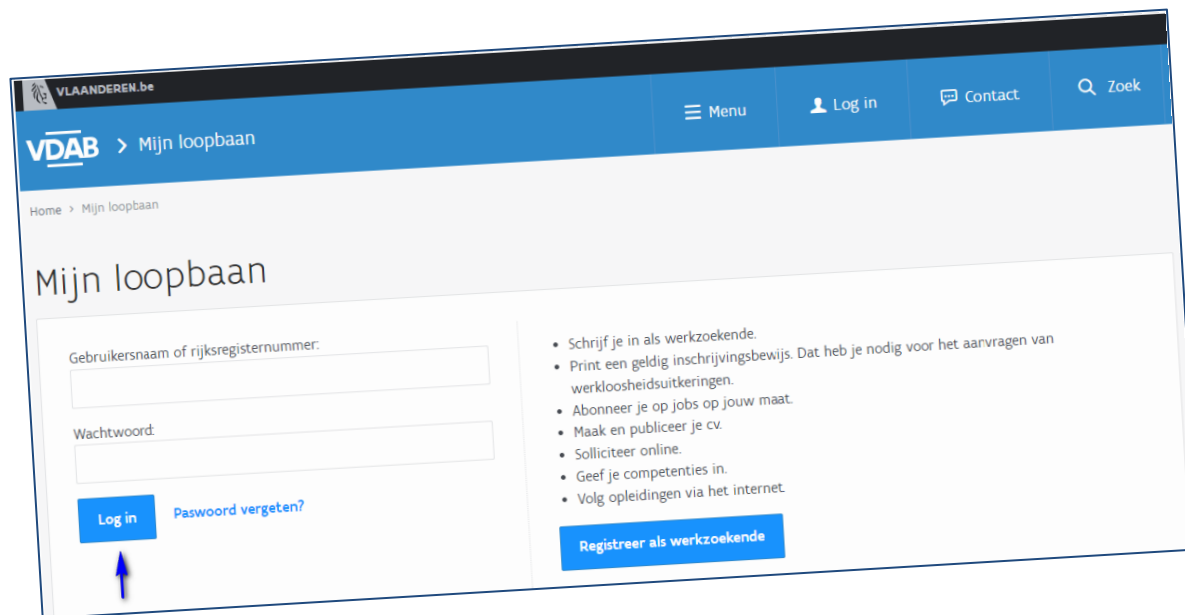 VLAANDEREN.be
VDAB > Mijn loopbaan
Menu
Log in
Contact
Zoek
Home > Mijn loopbaan
Mijn loopbaan
Gebruikersnaam of rijksregisternummer:
Wachtwoord:
Log in
Paswoord vergeten?
• Schrijf je in als werkzoekende.
• Print een geldig inschrijvingsbewijs. Dat heb je nodig voor het aanvragen van
werkloosheidsuitkeringen.
• Abonneer je op jobs op jouw maat.
• Maak en publiceer je cv.
• Solliciteer online.
• Geef je competenties in.
• Volg opleidingen via het internet.
Registreer als werkzoekende